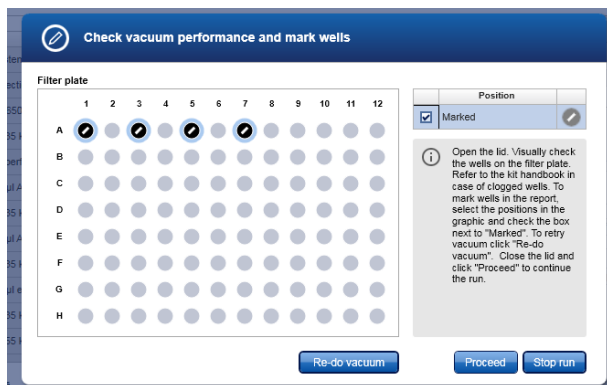 Check vacuum performance and mark wells
Filter plate
1 2 3 4 5 6 7 8 9 10 11 12
A
B
C
D
E
F
G
H
Position
Marked
Open the lid. Visually check
the wells on the filter plate.
Refer to the kit handbook in
case of clogged wells. To
mark wells in the report,
select the positions in the
graphic and check the box
next to "Marked". To retry
vacuum click "Re-do
vacuum". Close the lid and
click "Proceed" to continue
the run.
Re-do vacuum
Proceed
Stop run